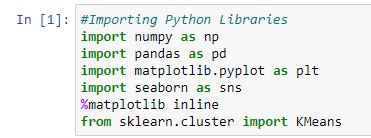 In [1]: #Importing Python Libraries
import numpy as np
import pandas as pd
import matplotlib.pyplot as plt
import seaborn as sns
%matplotlib inline
from sklearn.cluster import KMeans